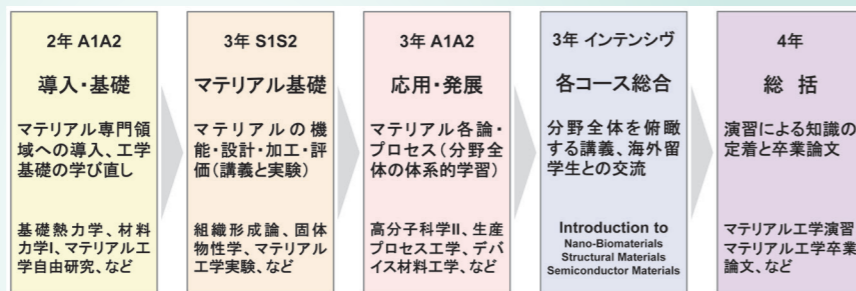 2年 A1A2
導入・基礎
マテリアル専門領
域への導入、工学
基礎の学び直し
基礎熱力学、材料
力学I、マテリアル工
学自由研究、など
3年 S1S2
マテリアル基礎
マテリアルの機
能・設計・加工・評
価(講義と実験)
組織形成論、固体
物性学、マテリアル
工学実験、など
3年 A1A2
応用・発展
マテリアル各論・
プロセス(分野全
体の体系的学習)
高分子科学II、生産
プロセス工学、デバ
イス材料工学、など
3年 インテンシヴ
各コース総合
分野全体を俯瞰
する講義、海外留
学生との交流
Introduction to
Nano-Biomaterials
Structural Materials
Semiconductor Materials
4年
総 括
演習による知識の
定着と卒業論文
マテリアル工学演習
マテリアル工学卒業
論文、など